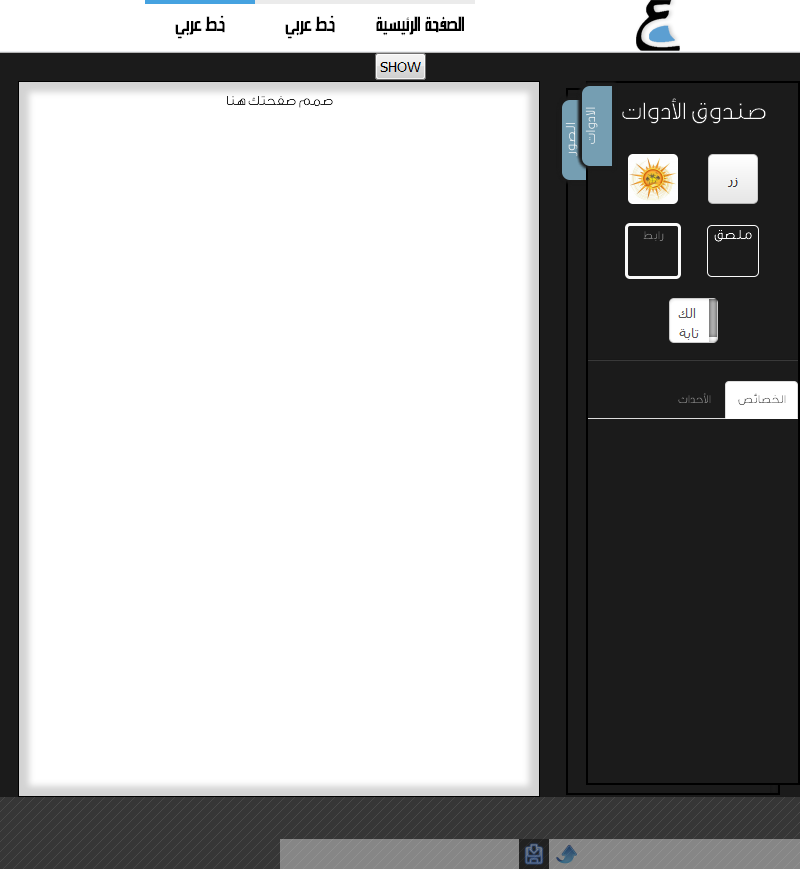 ع
الصفحة الرئيسية
خط عربي
خط عربي
SHOW
صمم صفحتك هنا
صندوق الأدوات
الأدوات
الصور
زر
ملصق
رابط
الك
تابة
الخصائص
الأحداث